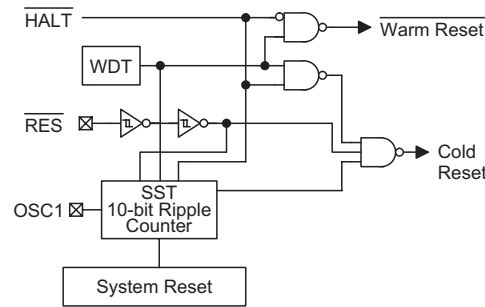 HALT
Warm Reset
WDT
RES
Cold
Reset
SST
OSC1
10-bit Ripple
Counter
System Reset